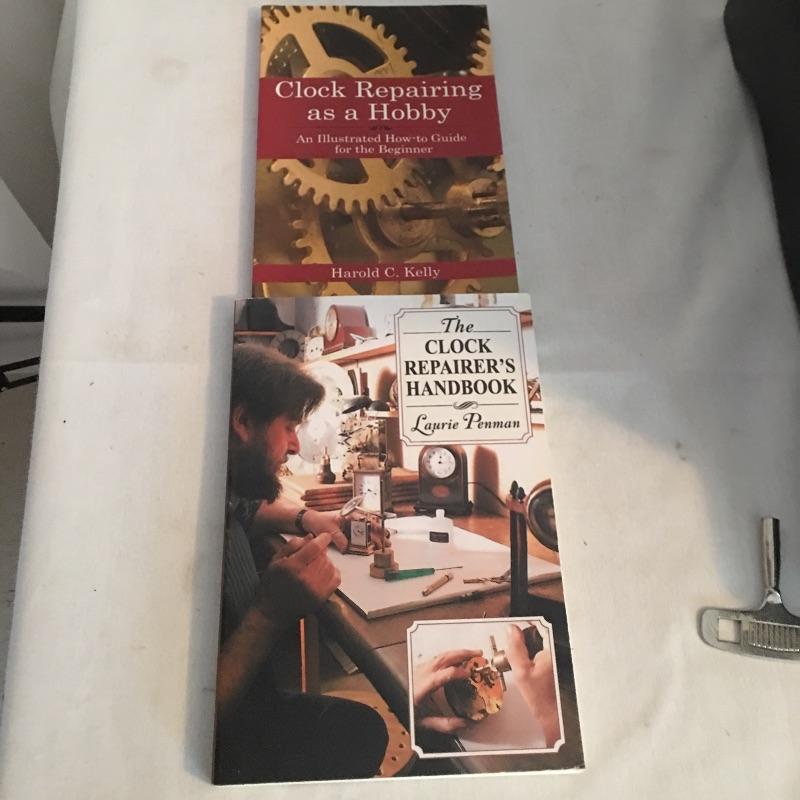 Clock Repairing
as a Hobby
An Illustrated How-to Guide
for the Beginner
Harold C. Kelly
The
CLOCK
REPAIRER'S
HANDBOOK
Laurie Penman